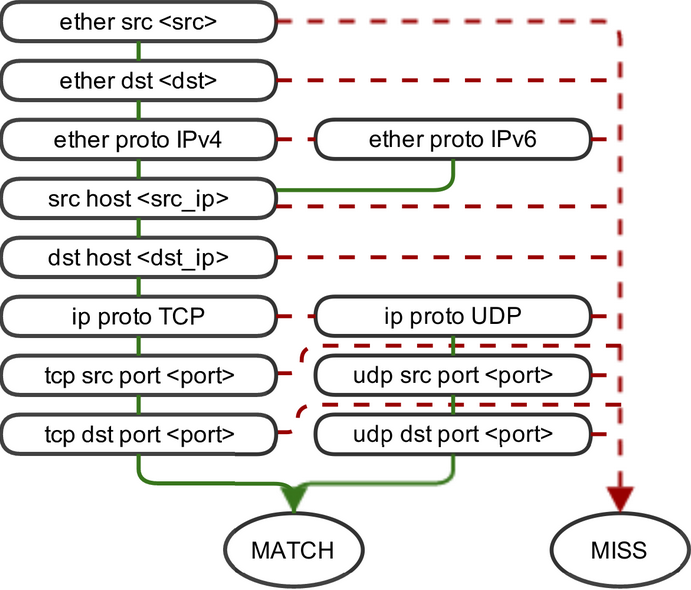 ether src <src>
ether dst <dst>
ether proto IPv4
ether proto IPv6
src host <src_ip>
dst host <dst_ip>
ip proto TCP
ip proto UDP
tcp src port <port>
udp src port <port>
tcp dst port <port>
udp dst port <port>
MATCH
MISS